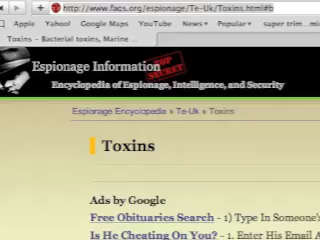 http://www.faqs.org/espionage/Te-Uk/Toxins.html#b
Apple Yahoo! Google Maps YouTube News Popular super trim...mis
Toxins - Bacterial toxins, Marine ...
Espionage Information
TOP SECRET
Encyclopedia of Espionage, Intelligence, and Security
Espionage Encyclopedia » Te-Uk » Toxins
Toxins
Ads by Google
Free Obituaries Search - 1) Type In Someone's
Is He Cheating On You? - 1. Enter His Email A